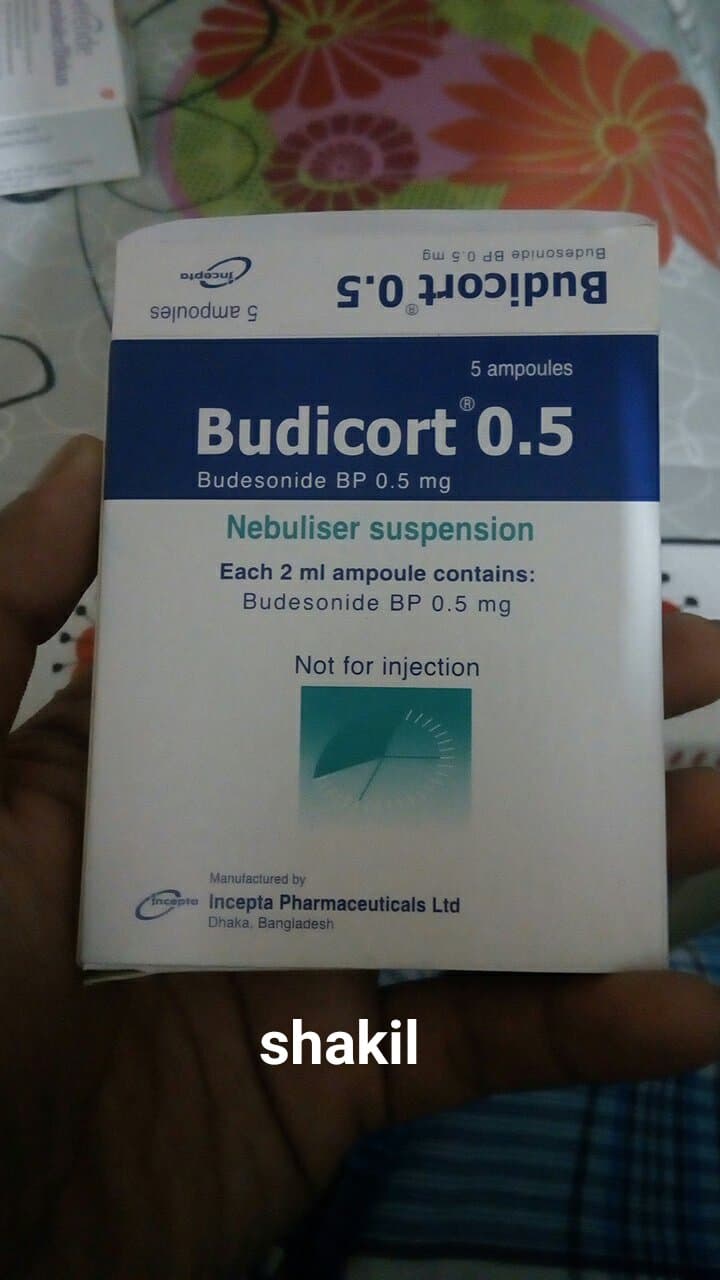 Budicort® 0.5
Budesonide BP 0.5 mg
5 ampoules
incepta
5 ampoules
Budicort® 0.5
Budesonide BP 0.5 mg
Nebuliser suspension
Each 2 ml ampoule contains:
Budesonide BP 0.5 mg
Not for injection
Manufactured by
incepta Incepta Pharmaceuticals Ltd
Dhaka, Bangladesh
shakil